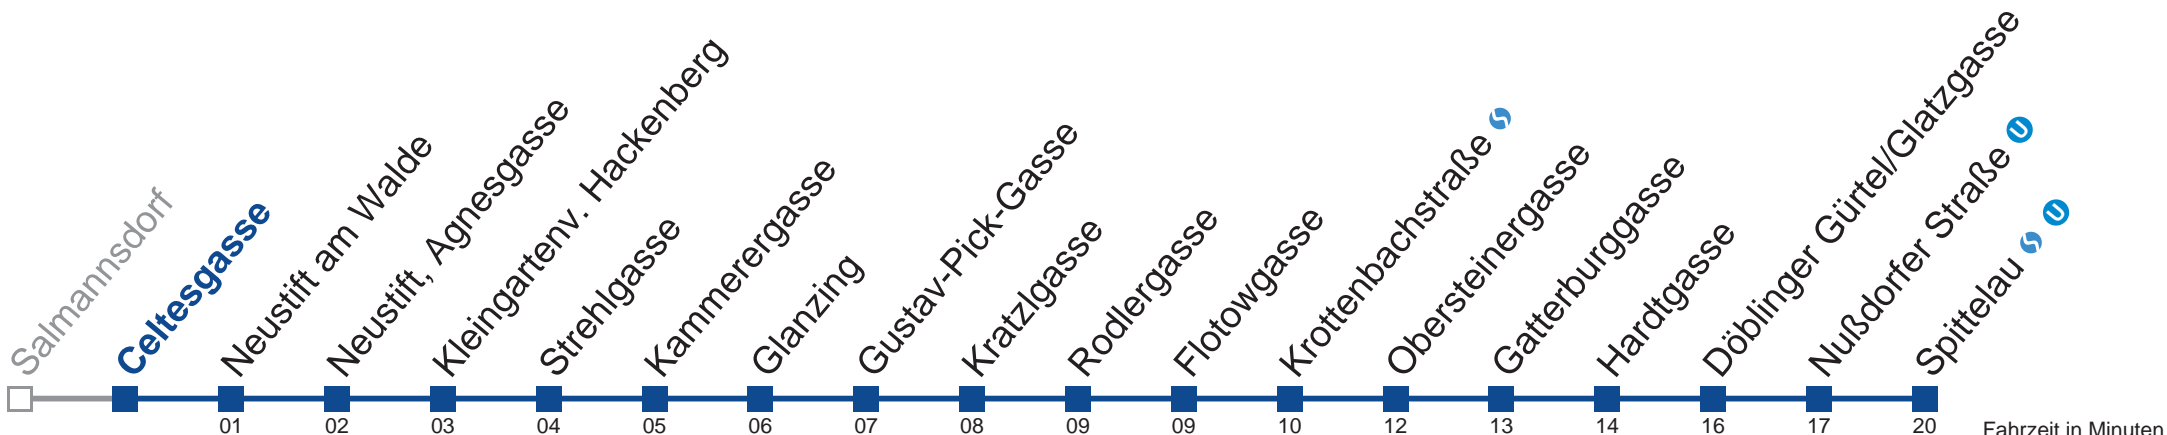 Salmannsdorf
Celtesgasse
Neustift am Walde
Neustift, Agnesgasse
Kleingartenv. Hackenberg
Strehlgasse
Kammerergasse
Glanzing
Gustav-Pick-Gasse
Kratzlgasse
Rodlergasse
Flotowgasse
Krottenbachstraße S
Obersteinergasse
Gatterburggasse
Hardtgasse
Döblinger Gürtel/Glatzgasse
Nußdorfer Straße U
Spittelau S U
01 02 03 04 05 06 07 08 09 09 10 12 13 14 16 17 20
Fahrzeit in Minuten